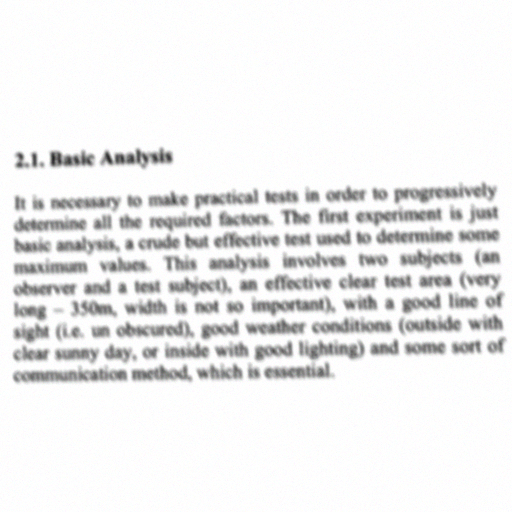 2.1. Basic Analysis
It is necessary to make practical tests in order to progressively
determine all the required factors. The first experiment is just
basic analysis, a crude but effective test used to determine some
maximum values. This analysis involves two subjects (an
observer and a test subject), an effective clear test area (very
long – 350m, width is not so important), with a good line of
sight (i.e. un obscured), good weather conditions (outside with
clear sunny day, or inside with good lighting) and some sort of
communication method, which is essential.